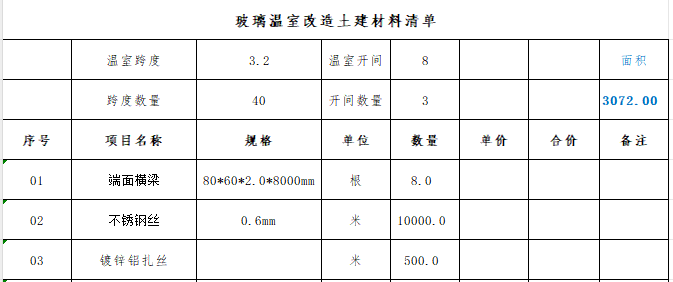 玻璃温室改造土建材料清单
温室跨度 3.2 温室开间 8 面积
跨度数量 40 开间数量 3 3072.00
序号 项目名称 规格 单位 数量 单价 合价 备注
01 端面横梁 80*60*2.0*8000mm 根 8.0
02 不锈钢丝 0.6mm 米 10000.0
03 镀锌铝扎丝 米 500.0